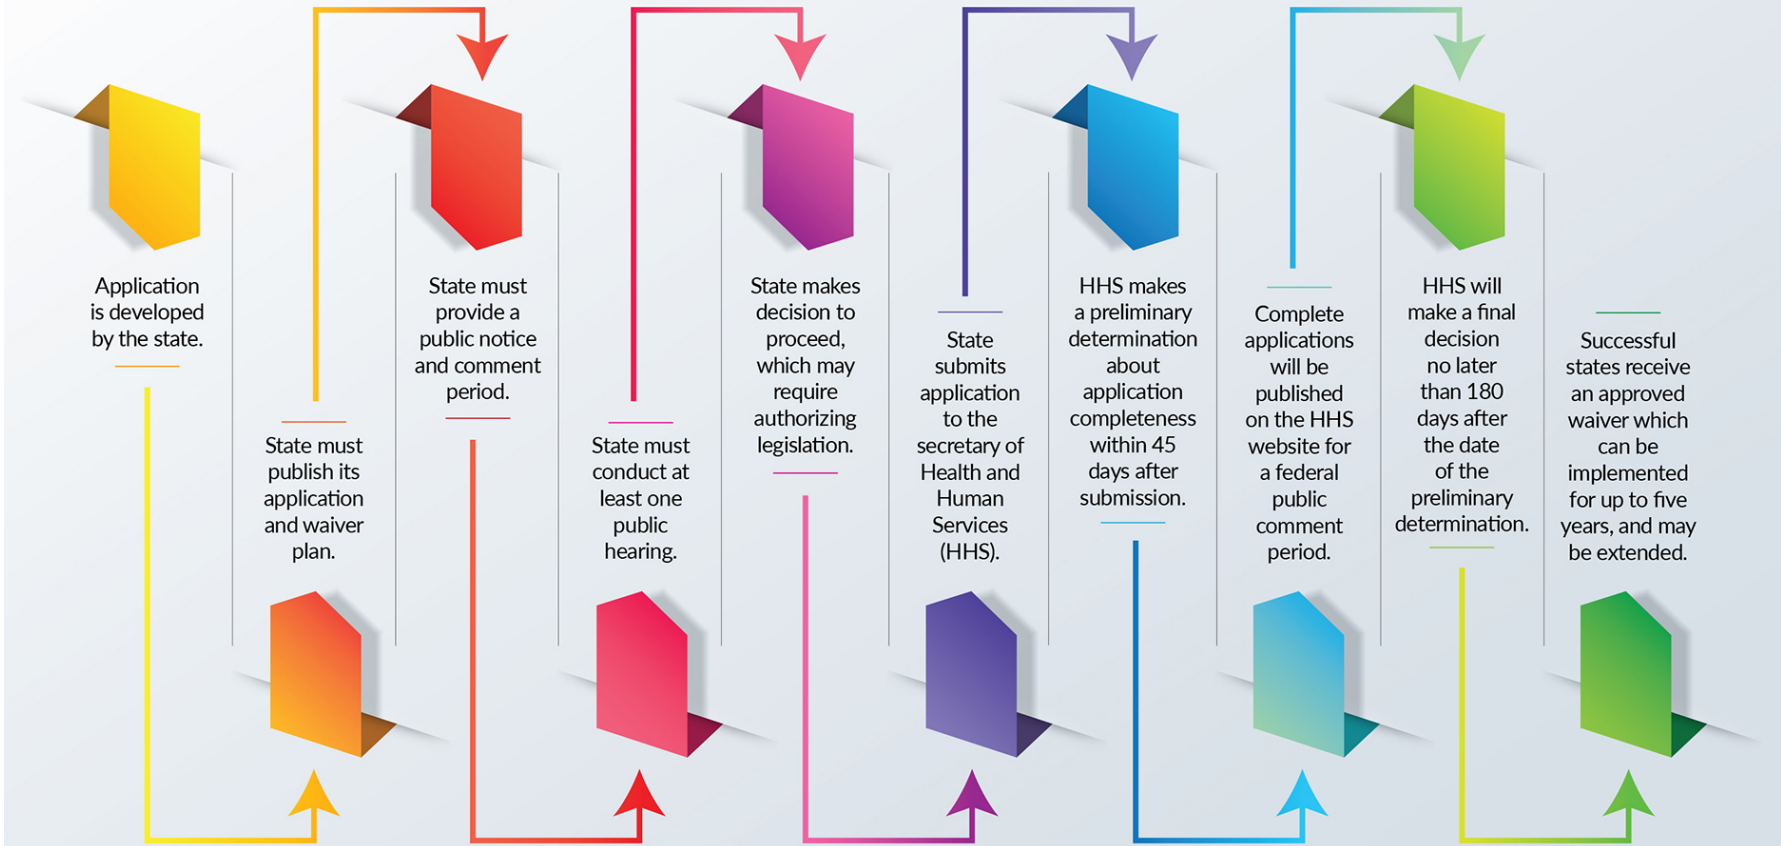 Application
is developed
by the state.
State must
publish its
application
and waiver
plan.
State must
provide a
public notice
and comment
period.
State must
conduct at
least one
public
hearing.
State makes
decision to
proceed,
which may
require
authorizing
legislation.
State
submits
application
to the
secretary of
Health and
Human
Services
(HHS).
HHS makes
a preliminary
determination
about
application
completeness
within 45
days after
submission.
Complete
applications
will be
published
on the HHS
website for
a federal
public
comment
period.
HHS will
make a final
decision
no later
than 180
days after
the date
of the
preliminary
determination.
Successful
states receive
an approved
waiver which
can be
implemented
for up to five
years, and may
be extended.